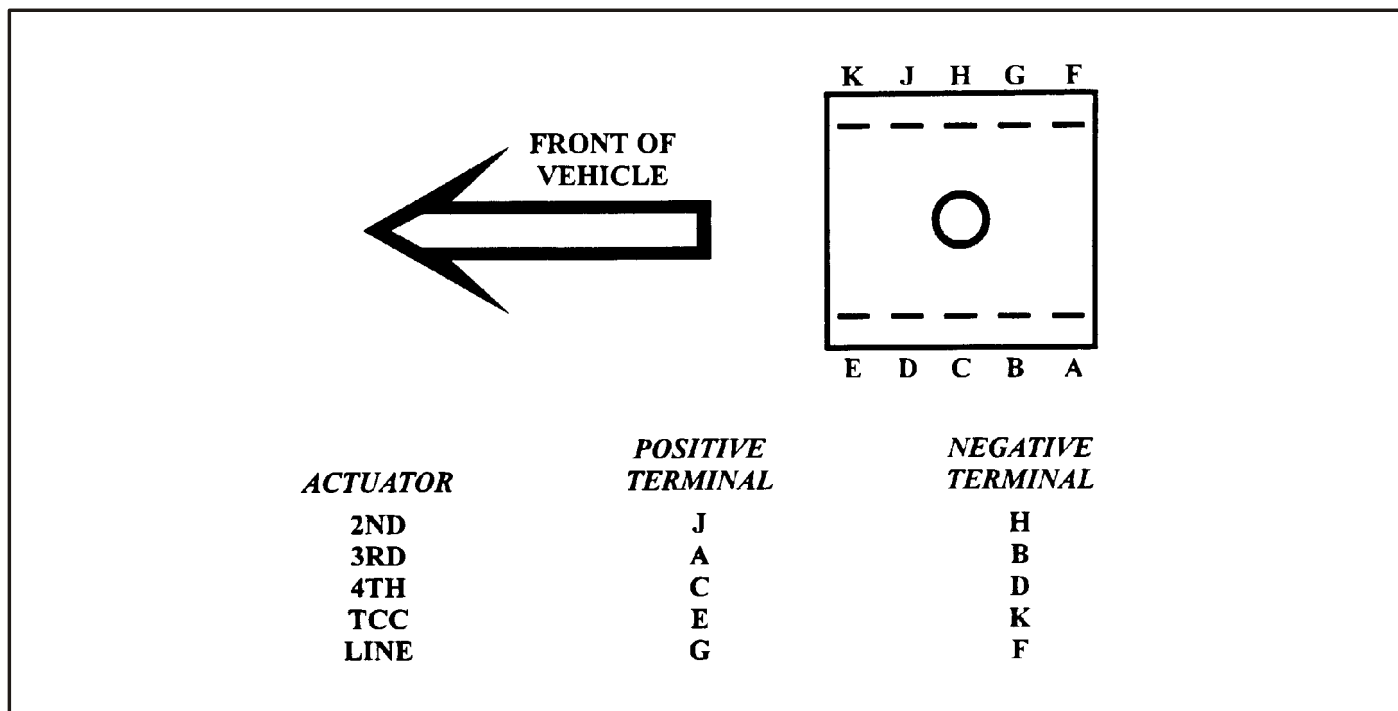 K J H G F
FRONT OF
VEHICLE
E D C B A
ACTUATOR POSITIVE TERMINAL NEGATIVE TERMINAL
2ND J H
3RD A B
4TH C D
TCC E K
LINE G F